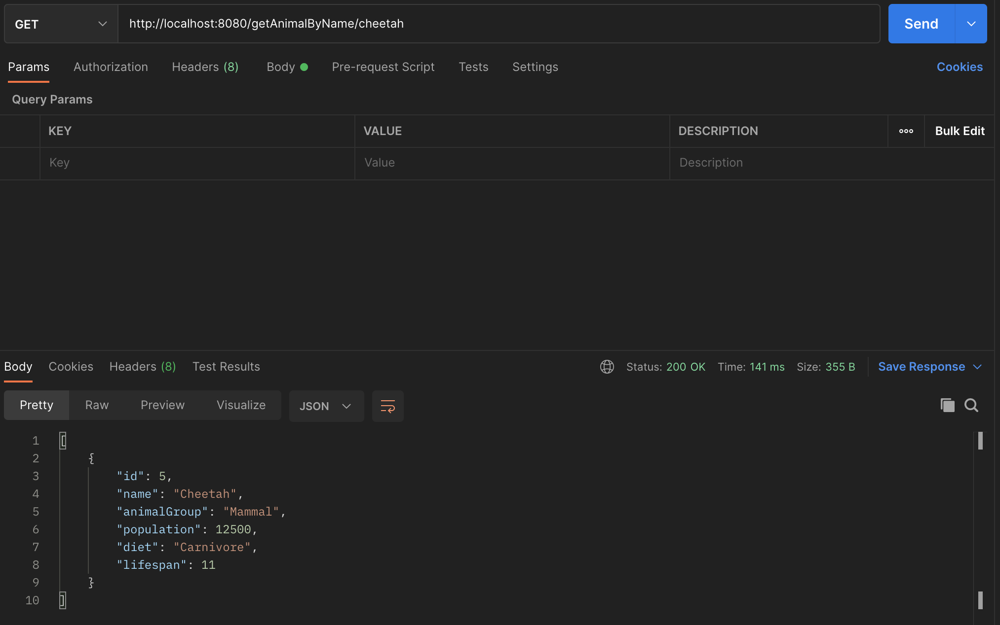 GET http://localhost:8080/getAnimalByName/cheetah Send
Params Authorization Headers (8) Body Pre-request Script Tests Settings Cookies
Query Params
KEY VALUE DESCRIPTION Bulk Edit
Key Value Description
Body Cookies Headers (8) Test Results Status: 200 OK Time: 141 ms Size: 355 B Save Response
Pretty Raw Preview Visualize JSON
1 [
2 {
3 "id": 5,
4 "name": "Cheetah",
5 "animalGroup": "Mammal",
6 "population": 12500,
7 "diet": "Carnivore",
8 "lifespan": 11
9 }
10 ]